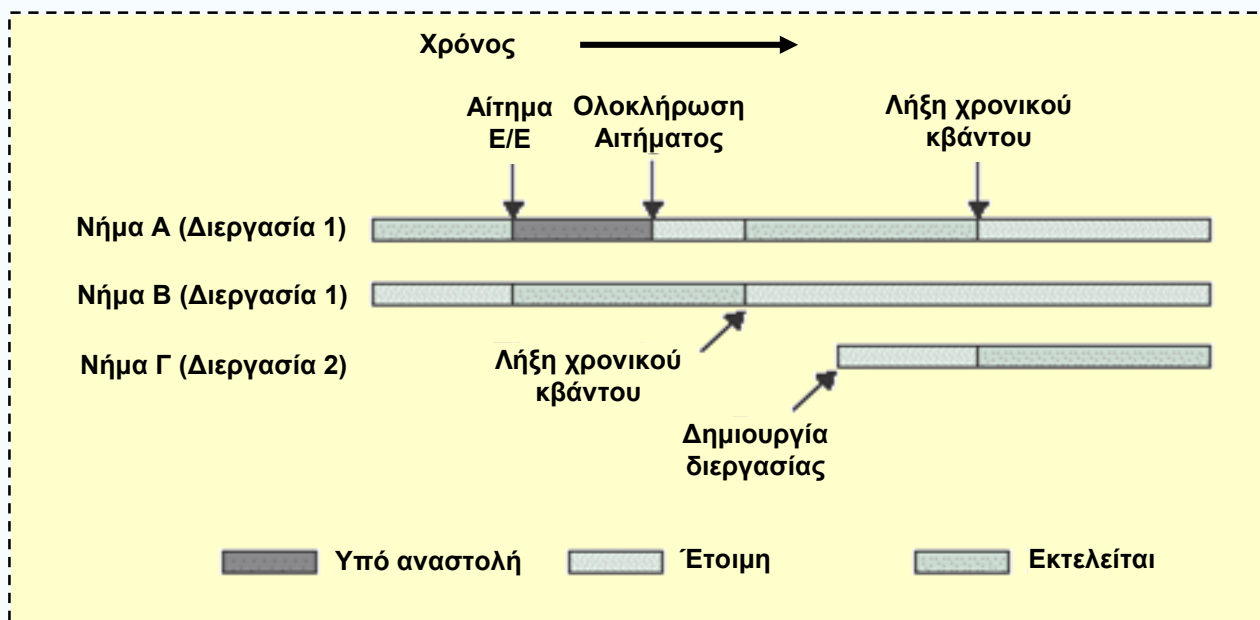 Χρόνος
Αίτημα
Ε/Ε
Ολοκλήρωση
Αιτήματος
Λήξη χρονικού
κβάντου
Νήμα Α (Διεργασία 1)
Νήμα Β (Διεργασία 1)
Νήμα Γ (Διεργασία 2)
Λήξη χρονικού
κβάντου
Δημιουργία
διεργασίας
Υπό αναστολή
Έτοιμη
Εκτελείται